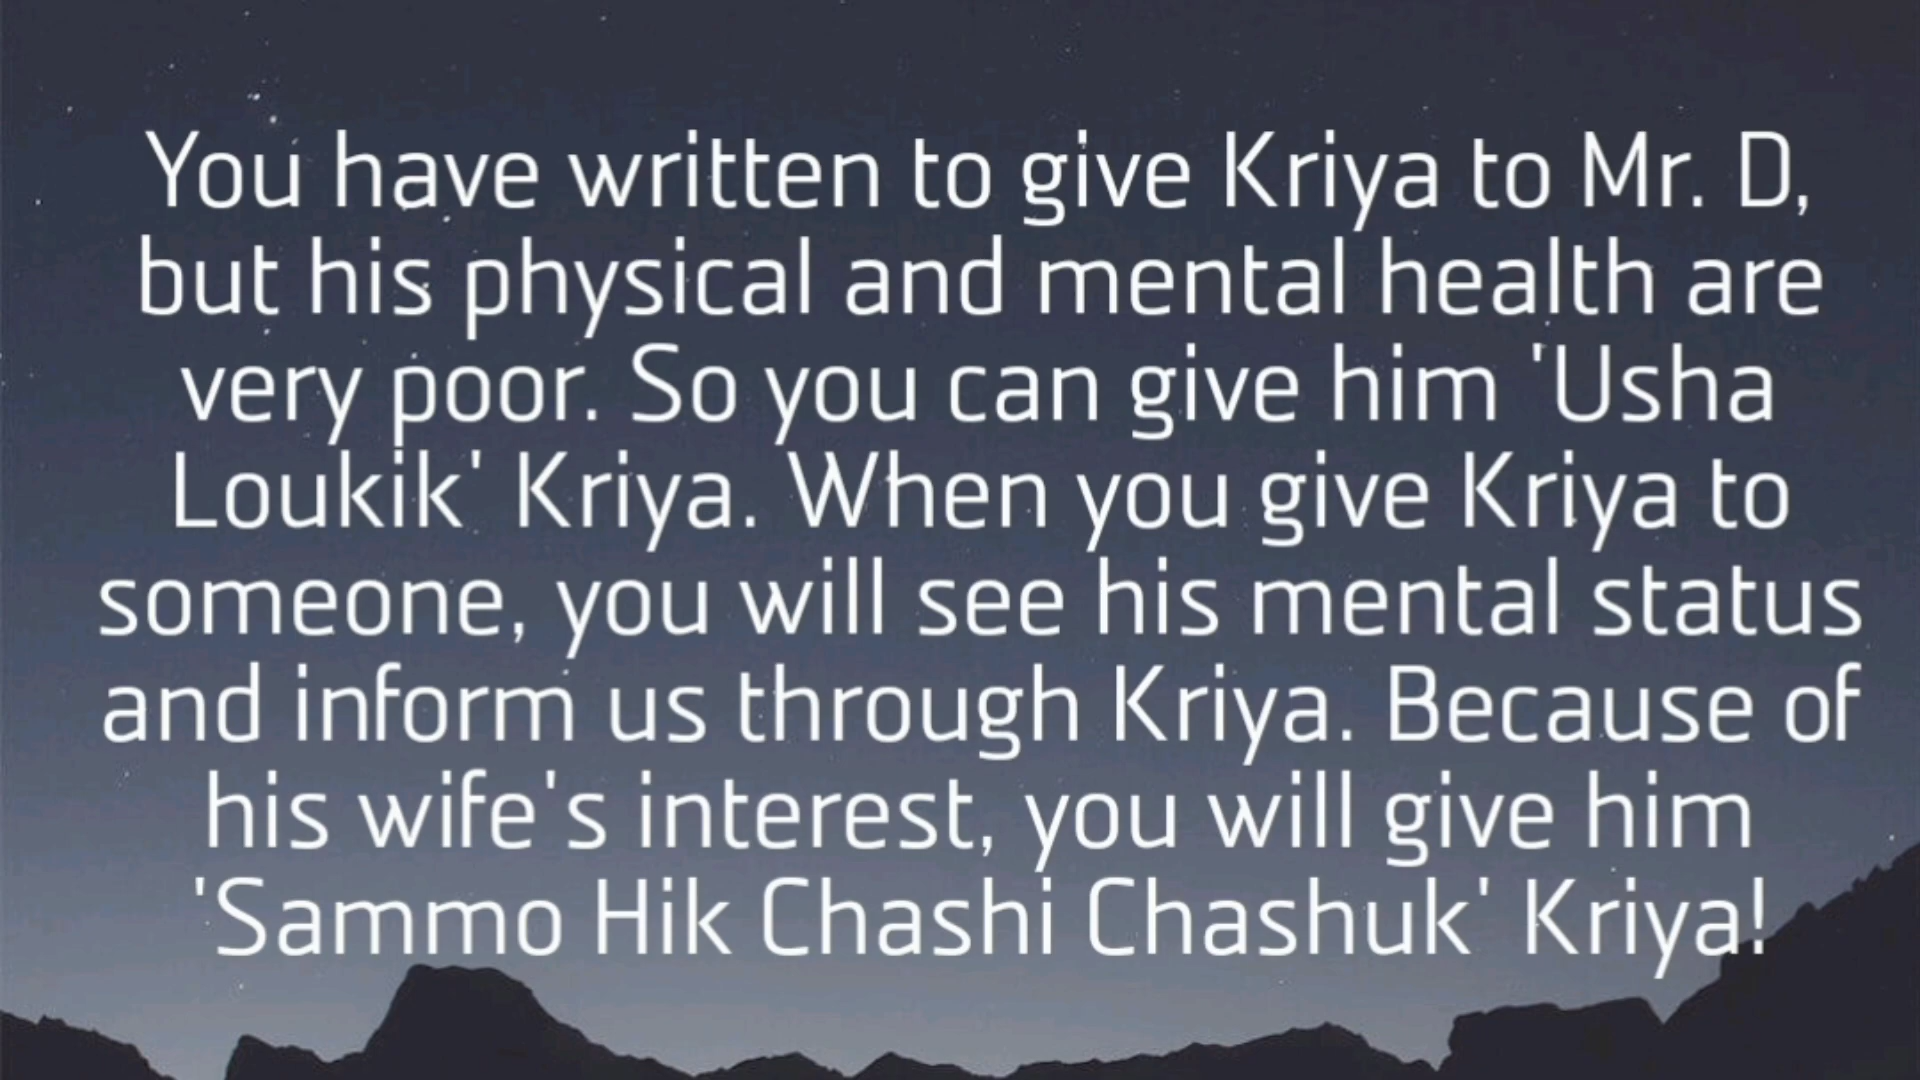 You have written to give Kriya to Mr. D,
but his physical and mental health are
very poor. So you can give him 'Usha
Loukik' Kriya. When you give Kriya to
someone, you will see his mental status
and inform us through Kriya. Because of
his wife's interest, you will give him
'Sammo Hik Chashi Chashuk' Kriya!